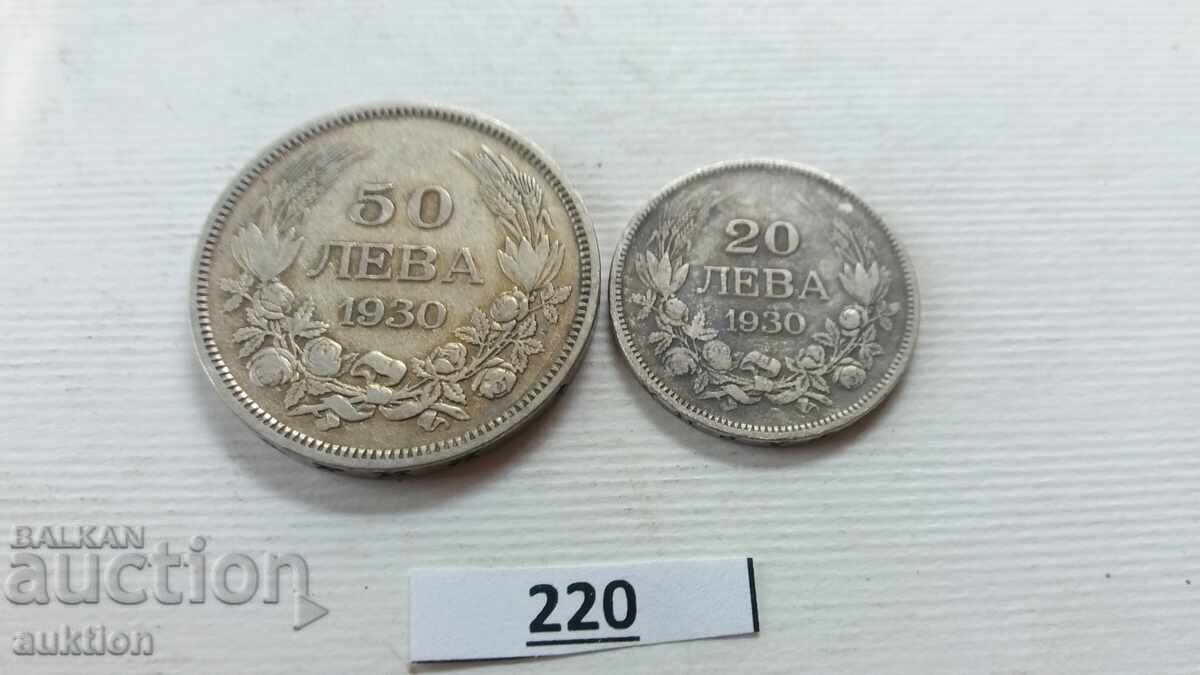 50
ЛЕВА
1930
20
ЛЕВА
1930
BALKAN
auction
auktion
220